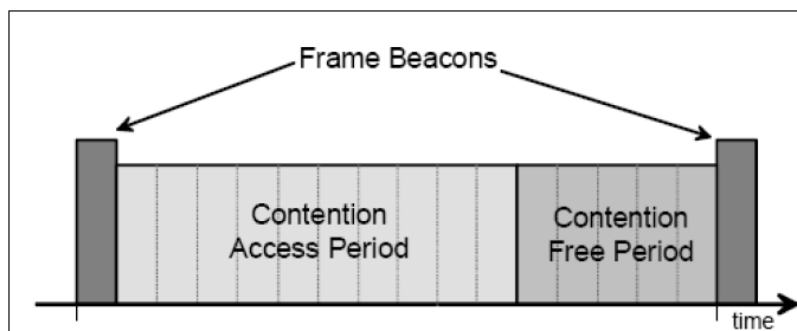 Frame Beacons
Contention
Access Period
Contention
Free Period
time